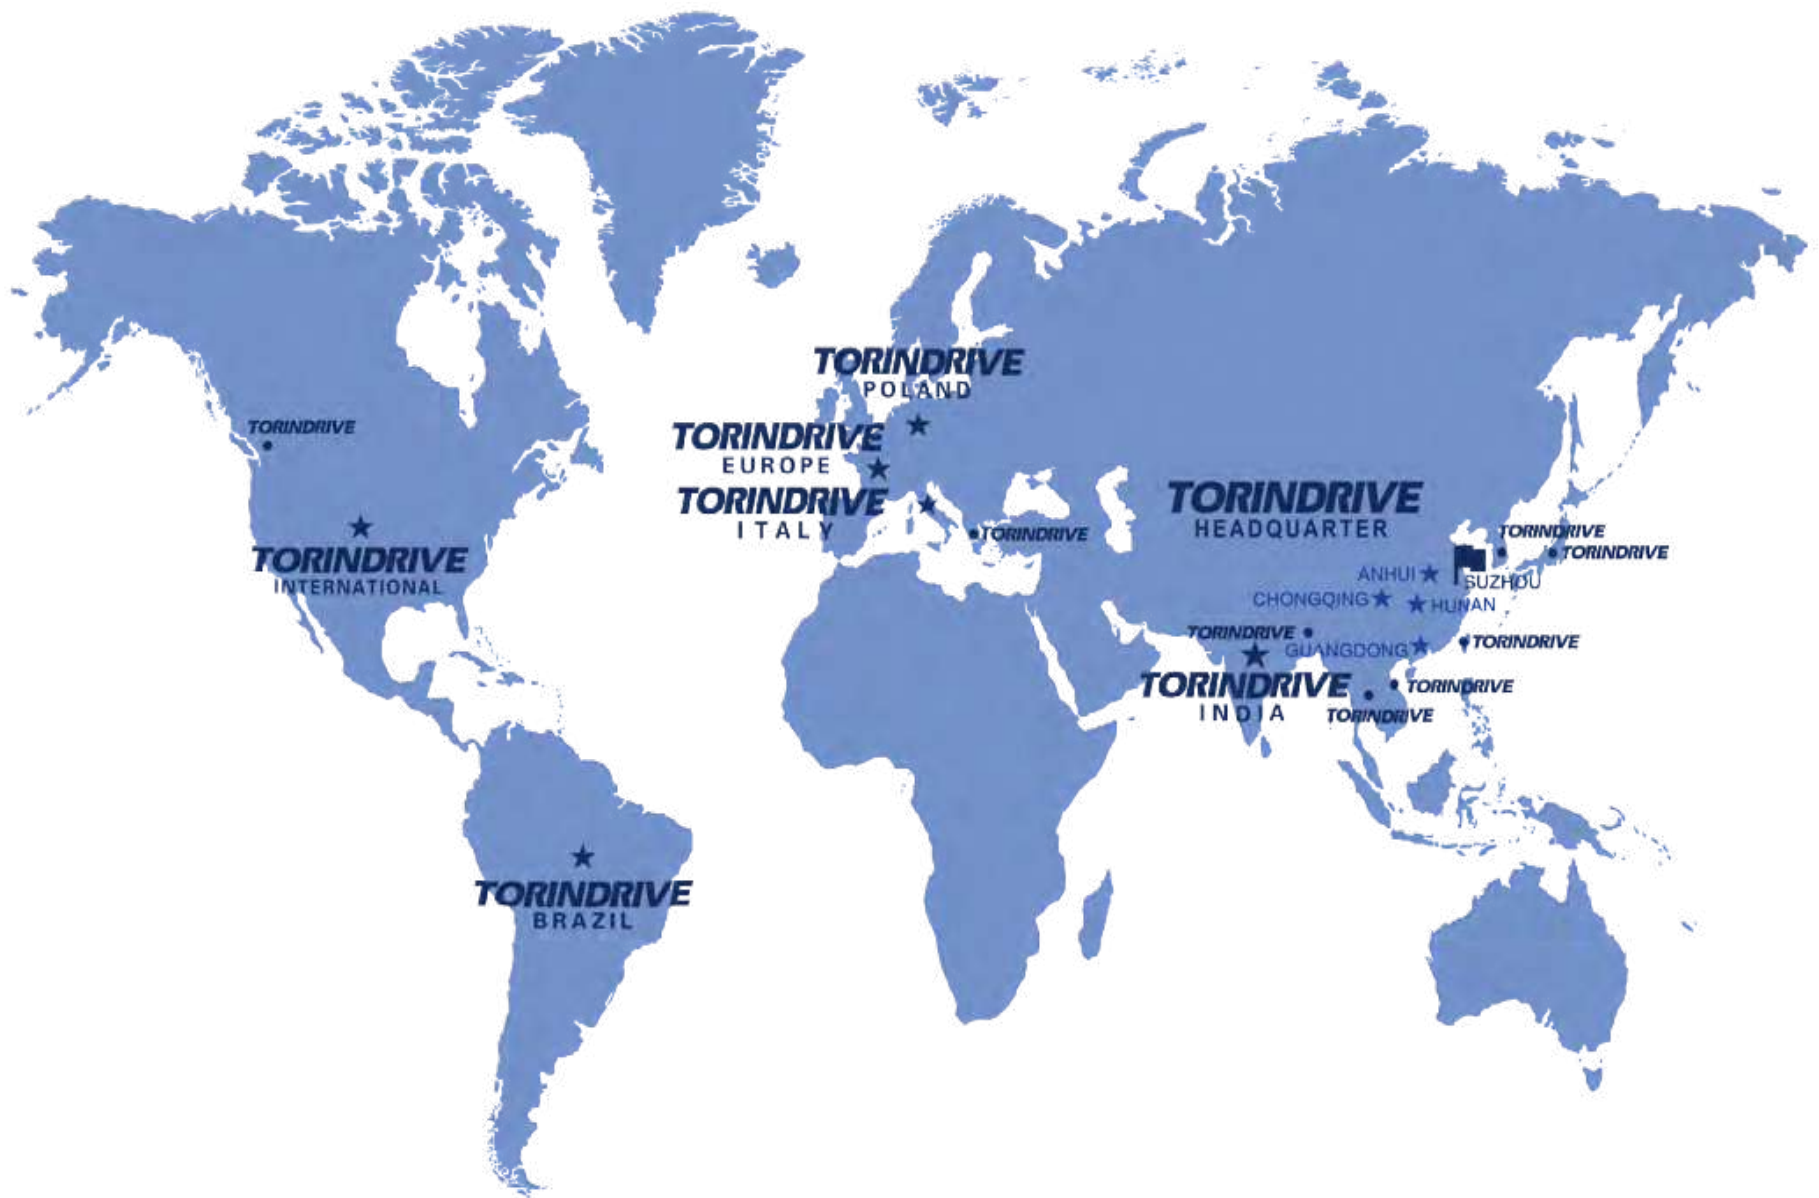 TORINDRIVE
POLAND
TORINDRIVE
TORINDRIVE
EUROPE
TORINDRIVE
ITALY
TORINDRIVE
HEADQUARTER
TORINDRIVE
TORINDRIVE
TORINDRIVE
TORINDRIVE
INTERNATIONAL
ANHUI
SUZHOU
CHONGQING
HUNAN
TORINDRIVE
GUANGDONG
TORINDRIVE
TORINDRIVE
INDIA
TORINDRIVE
TORINDRIVE
TORINDRIVE
BRAZIL